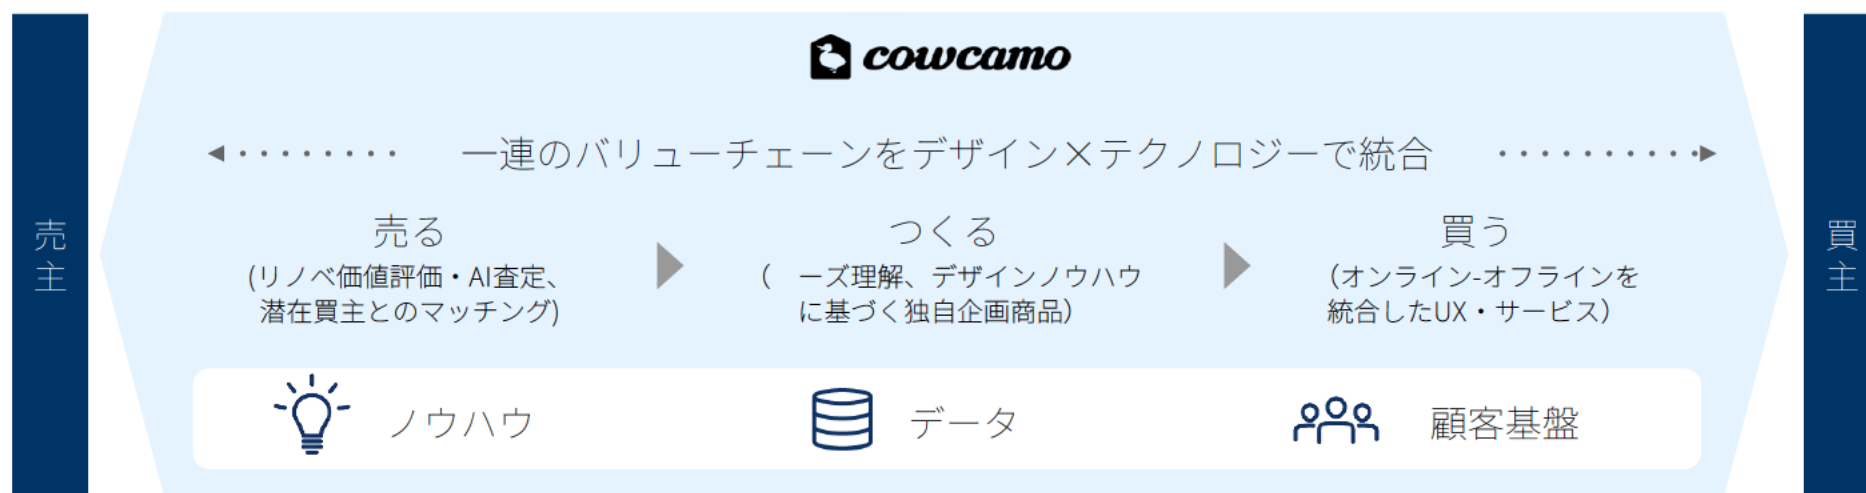 cowcamo
一連のバリューチェーンをデザイン×テクノロジーで統合
売主
売る
(リノベ価値評価・AI査定、
潜在買主とのマッチング)
つくる
(　ーズ理解、デザインノウハウ
に基づく独自企画商品)
買う
(オンライン-オフラインを
統合したUX・サービス)
買主
ノウハウ
データ
顧客基盤